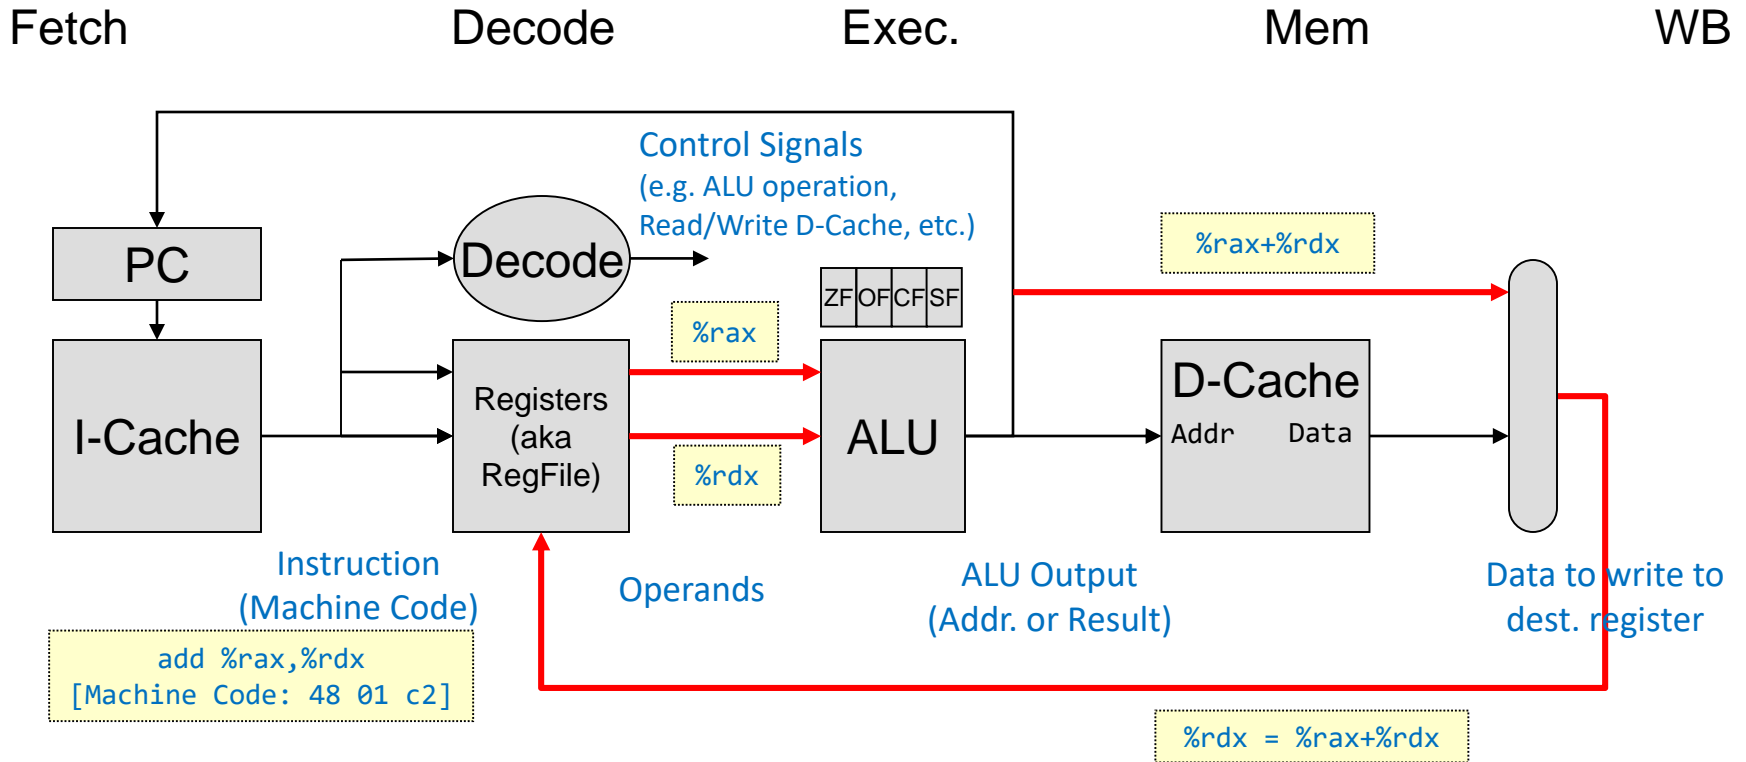 Fetch
Decode
Exec.
Mem
WB
Control Signals
(e.g. ALU operation,
Read/Write D-Cache, etc.)
%rax+%rdx
PC
Decode
ZF OF CF SF
%rax
I-Cache
Registers
(aka
RegFile)
ALU
D-Cache
Addr Data
%rdx
Instruction
(Machine Code)
Operands
ALU Output
(Addr. or Result)
Data to write to
dest. register
add %rax,%rdx
[Machine Code: 48 01 c2]
%rdx = %rax+%rdx